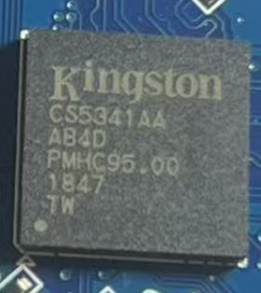 Kingston
CS5341AA
AB4D
PMHC95.00
1847
TW